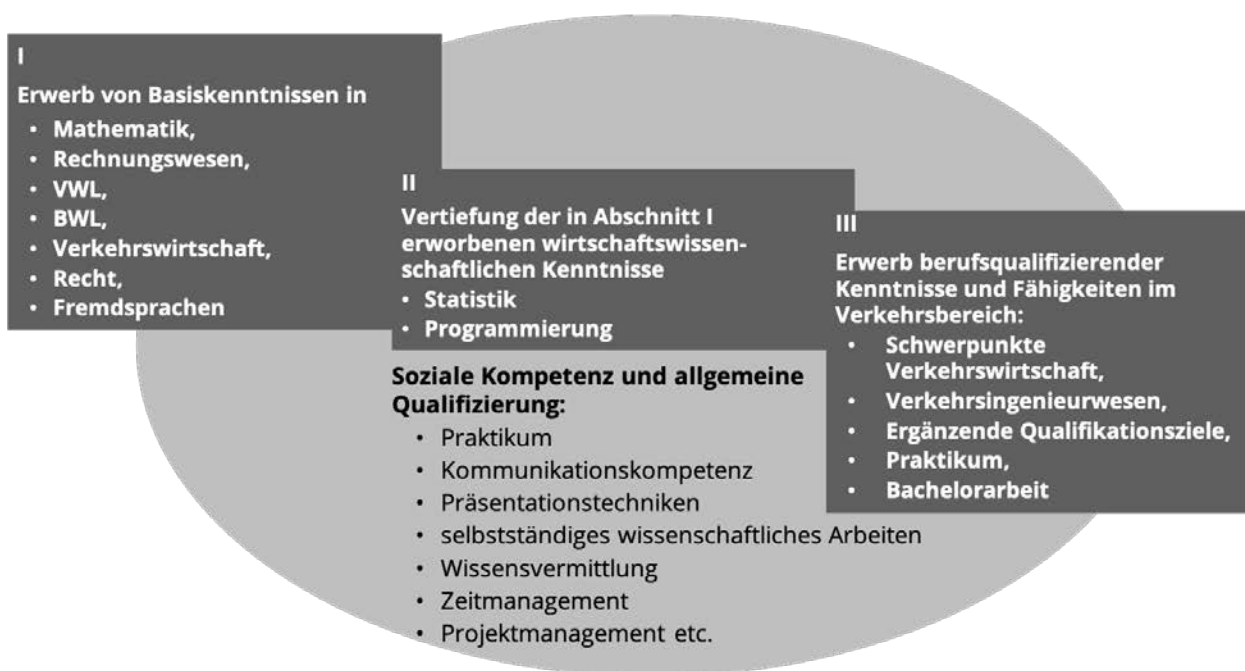 I
Erwerb von Basiskenntnissen in
• Mathematik,
• Rechnungswesen,
• VWL,
• BWL,
• Verkehrswirtschaft,
• Recht,
• Fremdsprachen
II
Vertiefung der in Abschnitt I
erworbenen wirtschaftswissen-
schaftlichen Kenntnisse
• Statistik
• Programmierung
III
Erwerb berufsqualifizierender
Kenntnisse und Fähigkeiten im
Verkehrsbereich:
• Schwerpunkte
Verkehrswirtschaft,
• Verkehrsingenieurwesen,
• Ergänzende Qualifikationsziele,
• Praktikum,
• Bachelorarbeit
Soziale Kompetenz und allgemeine
Qualifizierung:
• Praktikum
• Kommunikationskompetenz
• Präsentationstechniken
• selbstständiges wissenschaftliches Arbeiten
• Wissensvermittlung
• Zeitmanagement
• Projektmanagement etc.